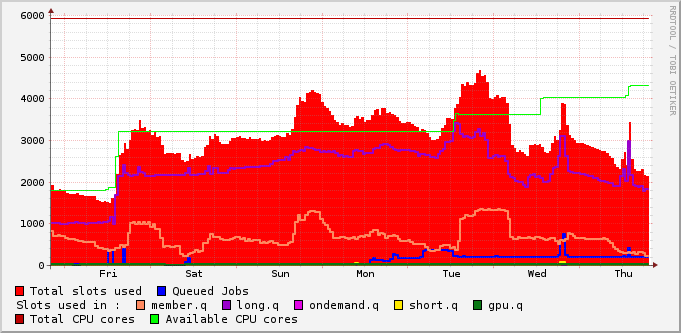 6000
5000
4000
3000
2000
1000
0
Fri Sat Sun Mon Tue Wed Thu
Total slots used Queued Jobs
Slots used in : member.q long.q ondemand.q short.q gpu.q
Total CPU cores Available CPU cores
RRDTOOL / TOBI OETIKER